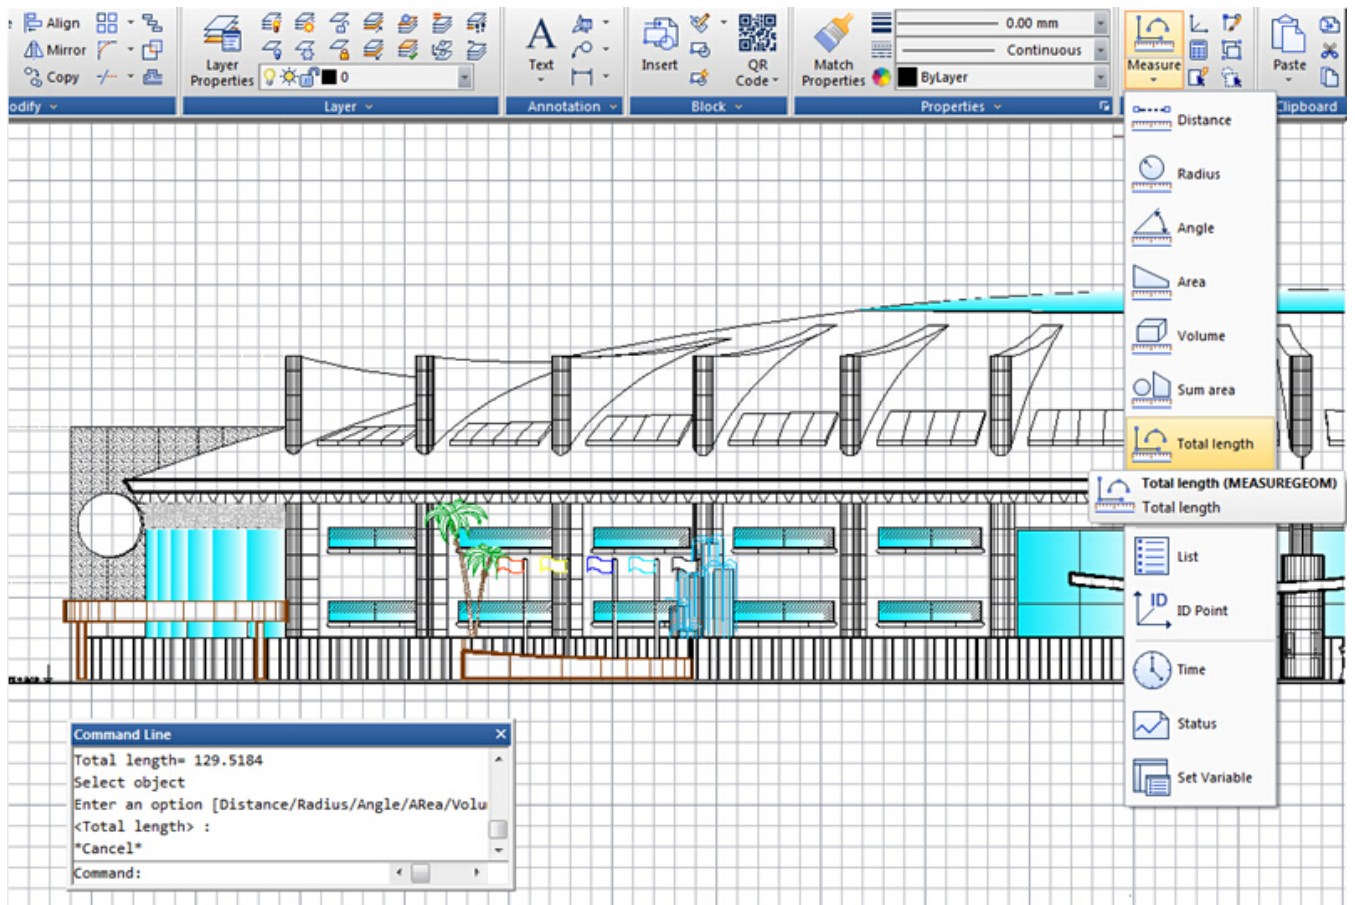 Align
Mirror
Copy
odify
Layer
Properties
0
Layer
A
Text
Annotation
Insert
QR
Code
Block
Match
Properties
0.00 mm
Continuous
ByLayer
Properties
Measure
Paste
Clipboard
Distance
Radius
Angle
Area
Volume
Sum area
Total length
Total length (MEASUREGEOM)
Total length
List
ID
ID Point
Time
Status
Set Variable
Command Line
Total length= 129.5184
Select object
Enter an option [Distance/Radius/Angle/ARea/Volu
<Total length> :
*Cancel*
Command: